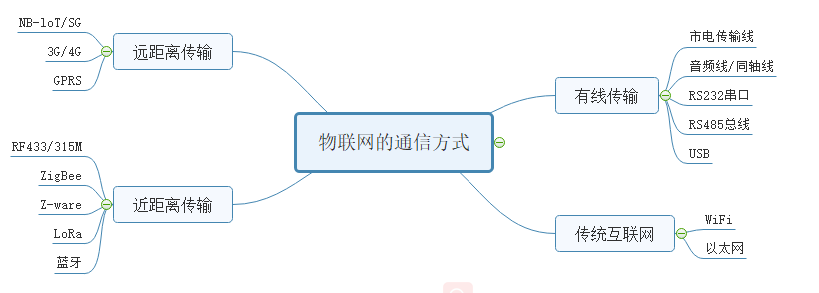 物联网的通信方式
远距离传输
NB-loT/SG
3G/4G
GPRS
近距离传输
RF433/315M
ZigBee
Z-ware
LoRa
蓝牙
有线传输
市电传输线
音频线/同轴线
RS232串口
RS485总线
USB
传统互联网
WiFi
以太网